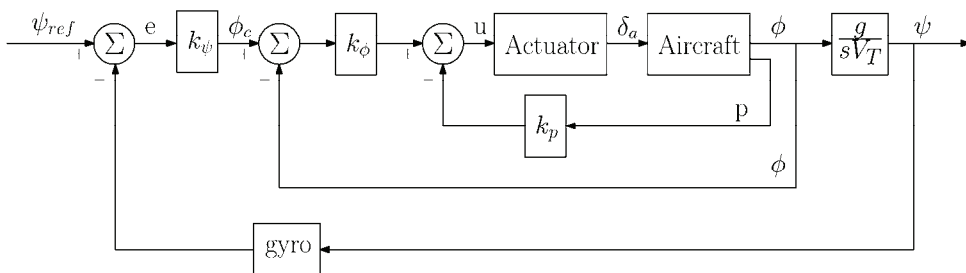 ψ_ref + − Σ e k_ψ ϕ_c + − Σ k_ϕ + − Σ u Actuator δ_a Aircraft ϕ g/sV_T ψ
k_p p
ϕ
gyro